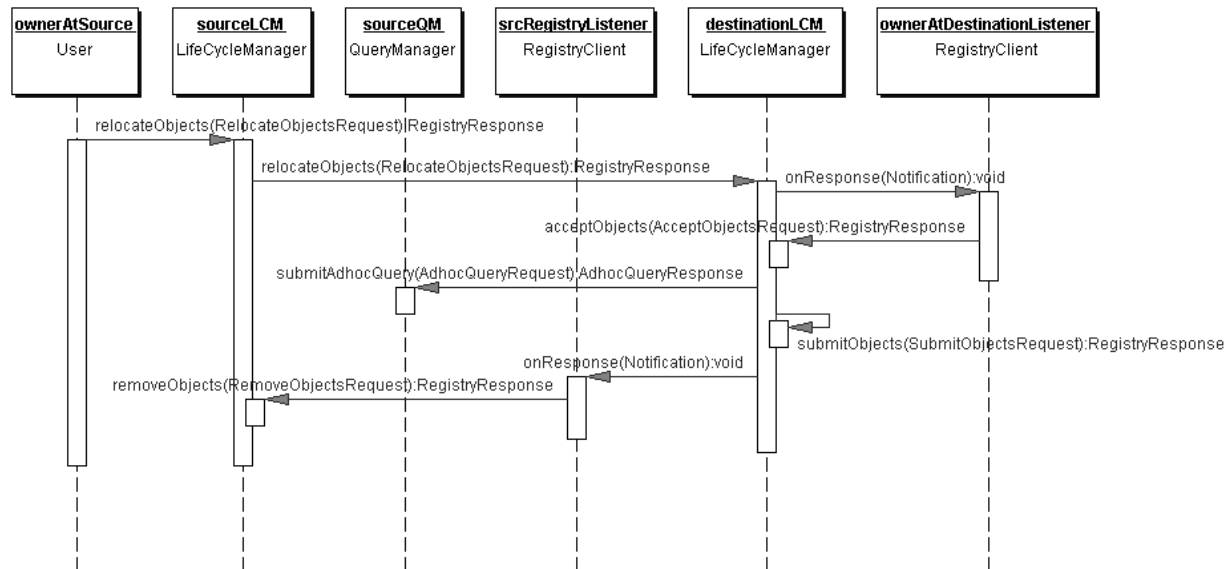 ownerAtSource
User
sourceLCM
LifeCycleManager
sourceQM
QueryManager
srcRegistryListener
RegistryClient
destinationLCM
LifeCycleManager
ownerAtDestinationListener
RegistryClient
relocateObjects(RelocateObjectsRequest):RegistryResponse
relocateObjects(RelocateObjectsRequest):RegistryResponse
onResponse(Notification):void
acceptObjects(AcceptObjectsRequest):RegistryResponse
submitAdhocQuery(AdhocQueryRequest):AdhocQueryResponse
submitObjects(SubmitObjectsRequest):RegistryResponse
onResponse(Notification):void
removeObjects(RemoveObjectsRequest):RegistryResponse